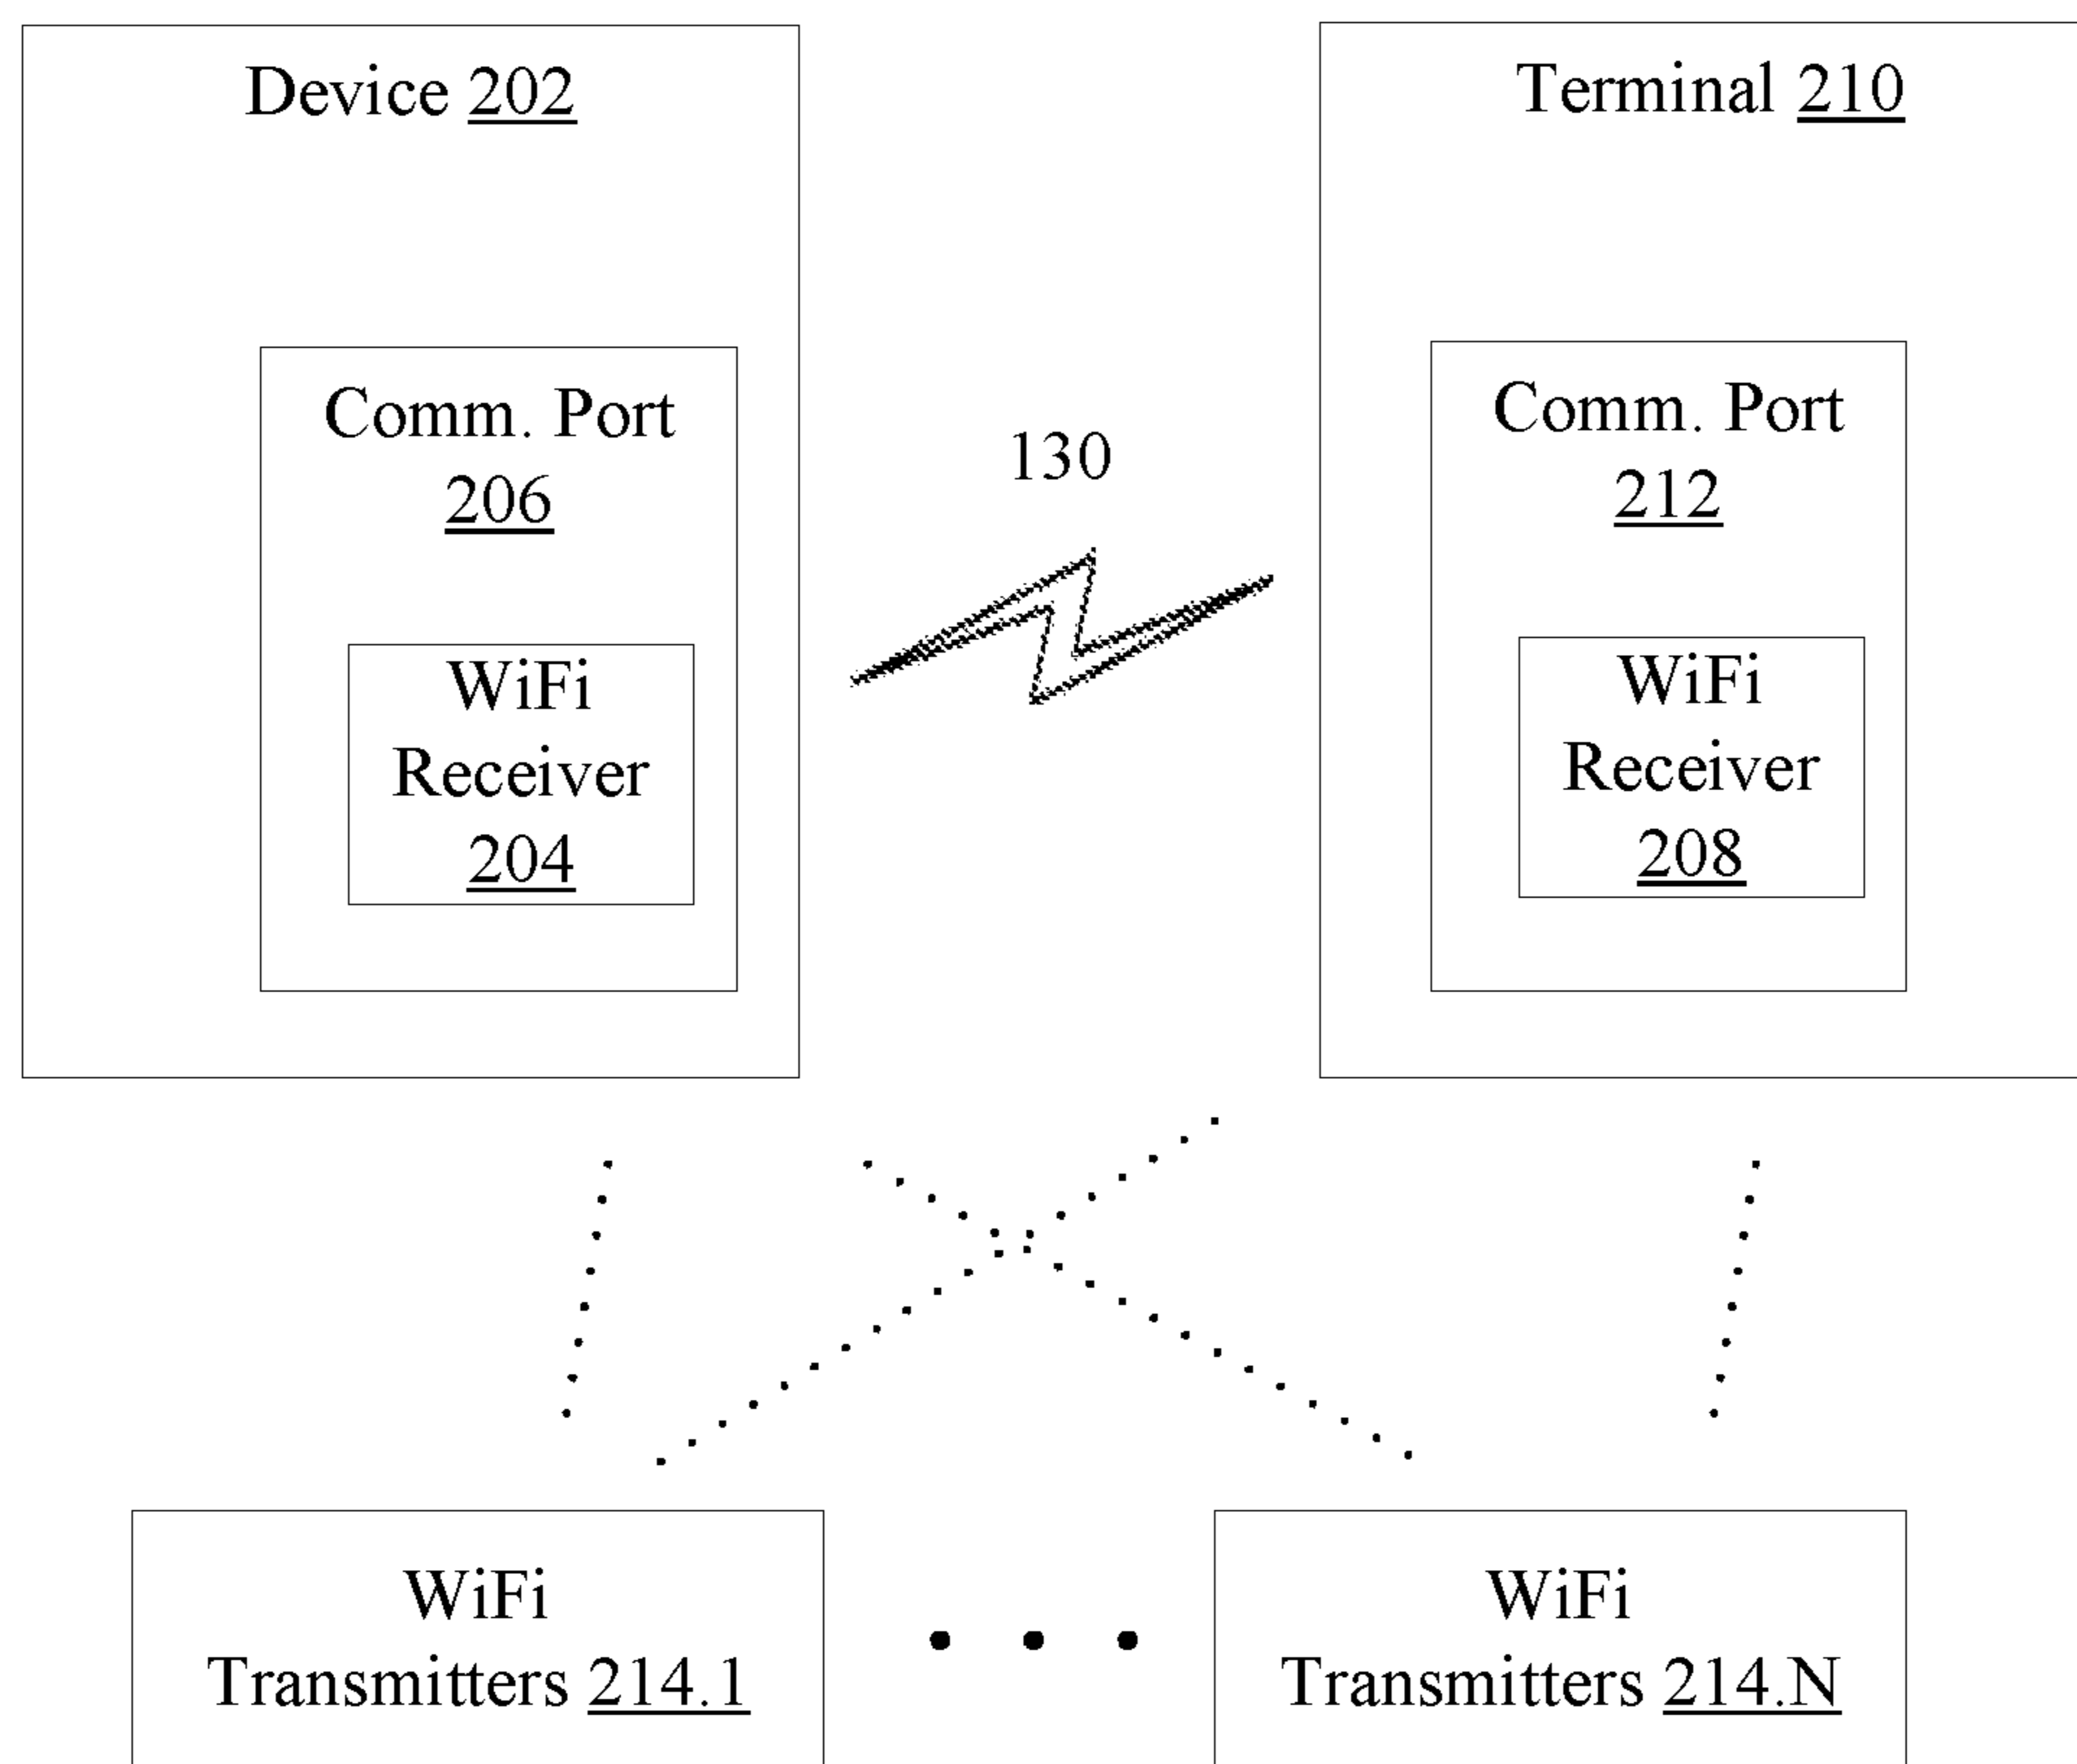 Device 202
Comm. Port
206
WiFi
Receiver
204
130
Terminal 210
Comm. Port
212
WiFi
Receiver
208
WiFi
Transmitters 214.1
WiFi
Transmitters 214.N